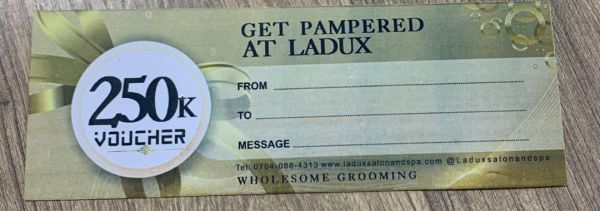 GET PAMPERED
AT LADUX
250K
VOUCHER
FROM
TO
MESSAGE
Tel: 0704-088-4313 www.laduxsalonandspa.com @Laduxsalonandspa
WHOLESOME GROOMING